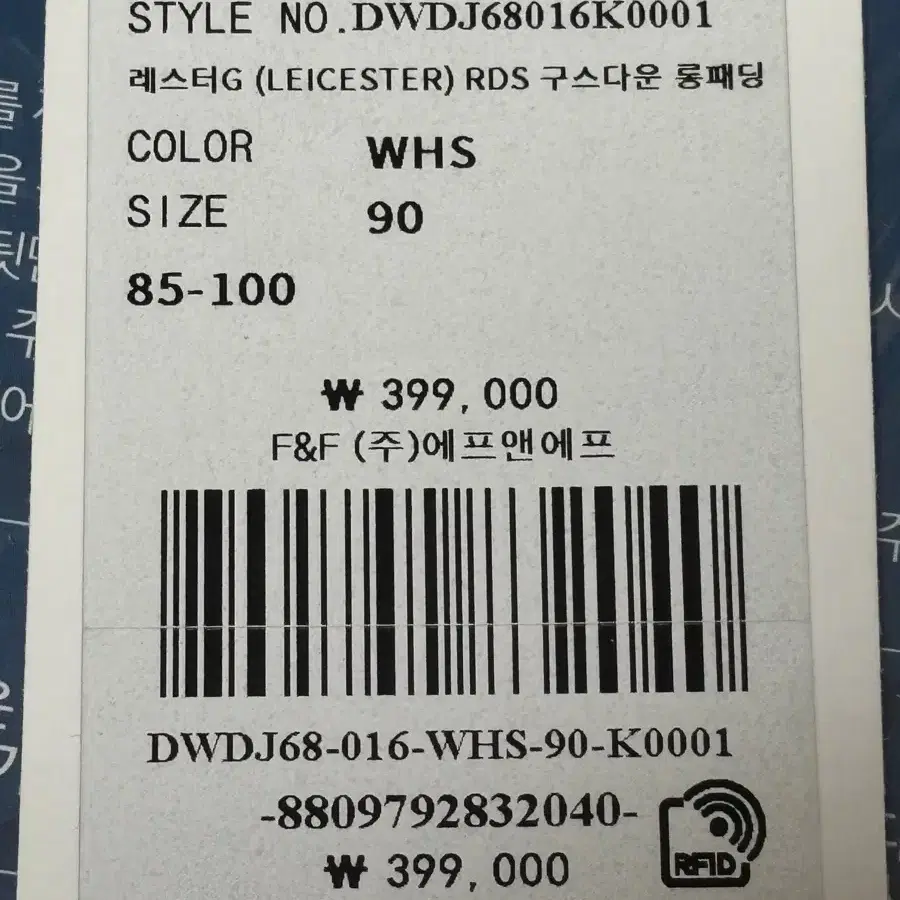 STYLE NO.DWDJ68016K0001
레스터G (LEICESTER) RDS 구스다운 롱패딩
COLOR WHS
SIZE 90
85-100
₩ 399,000
F&F (주)에프앤에프
DWDJ68-016-WHS-90-K0001
-8809792832040-
RFID
₩ 399,000